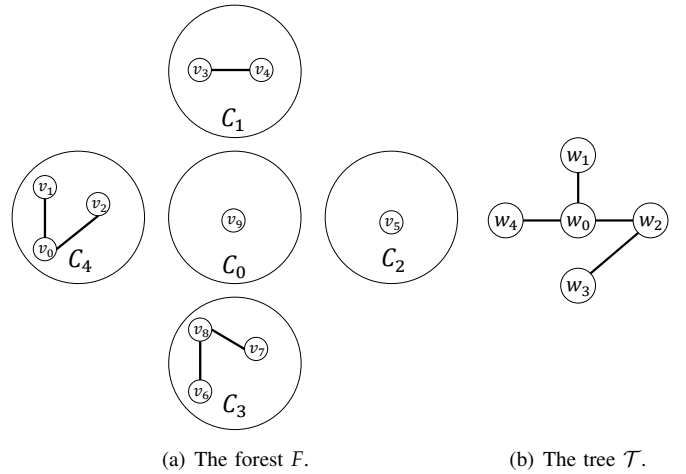 v₃ v₄
C₁
v₁
v₂
v₀
C₄
v₉
C₀
v₅
C₂
v₈
v₇
v₆
C₃
w₁
w₄ w₀ w₂
w₃
(a) The forest F.
(b) The tree 𝒯.